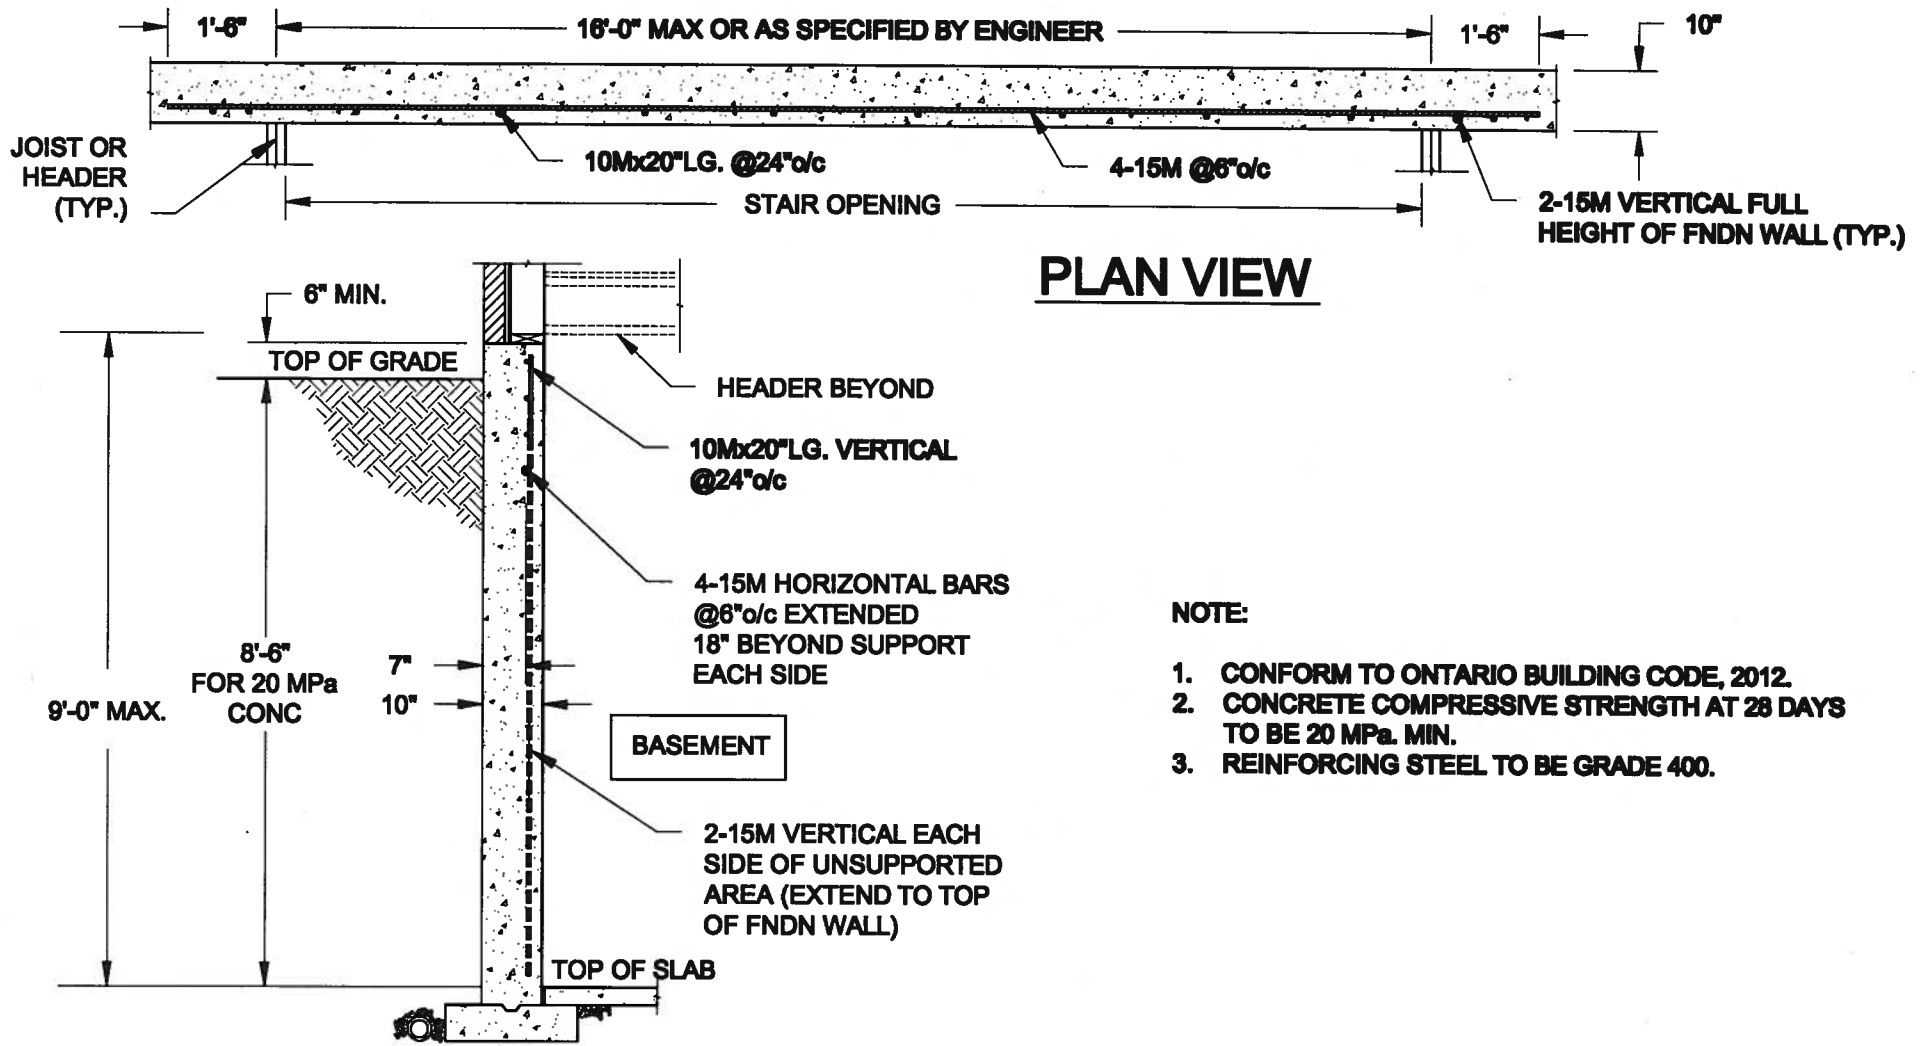 1'-6"
16'-0" MAX OR AS SPECIFIED BY ENGINEER
1'-6"
10"
JOIST OR
HEADER
(TYP.)
10Mx20"LG. @24"o/c
4-15M @6"o/c
STAIR OPENING
2-15M VERTICAL FULL
HEIGHT OF FNDN WALL (TYP.)
PLAN VIEW
6" MIN.
TOP OF GRADE
HEADER BEYOND
10Mx20"LG. VERTICAL
@24"o/c
4-15M HORIZONTAL BARS
@6"o/c EXTENDED
18" BEYOND SUPPORT
EACH SIDE
8'-6"
FOR 20 MPa
CONC
9'-0" MAX.
7"
10"
BASEMENT
2-15M VERTICAL EACH
SIDE OF UNSUPPORTED
AREA (EXTEND TO TOP
OF FNDN WALL)
TOP OF SLAB
NOTE:
1. CONFORM TO ONTARIO BUILDING CODE, 2012.
2. CONCRETE COMPRESSIVE STRENGTH AT 28 DAYS
TO BE 20 MPa. MIN.
3. REINFORCING STEEL TO BE GRADE 400.